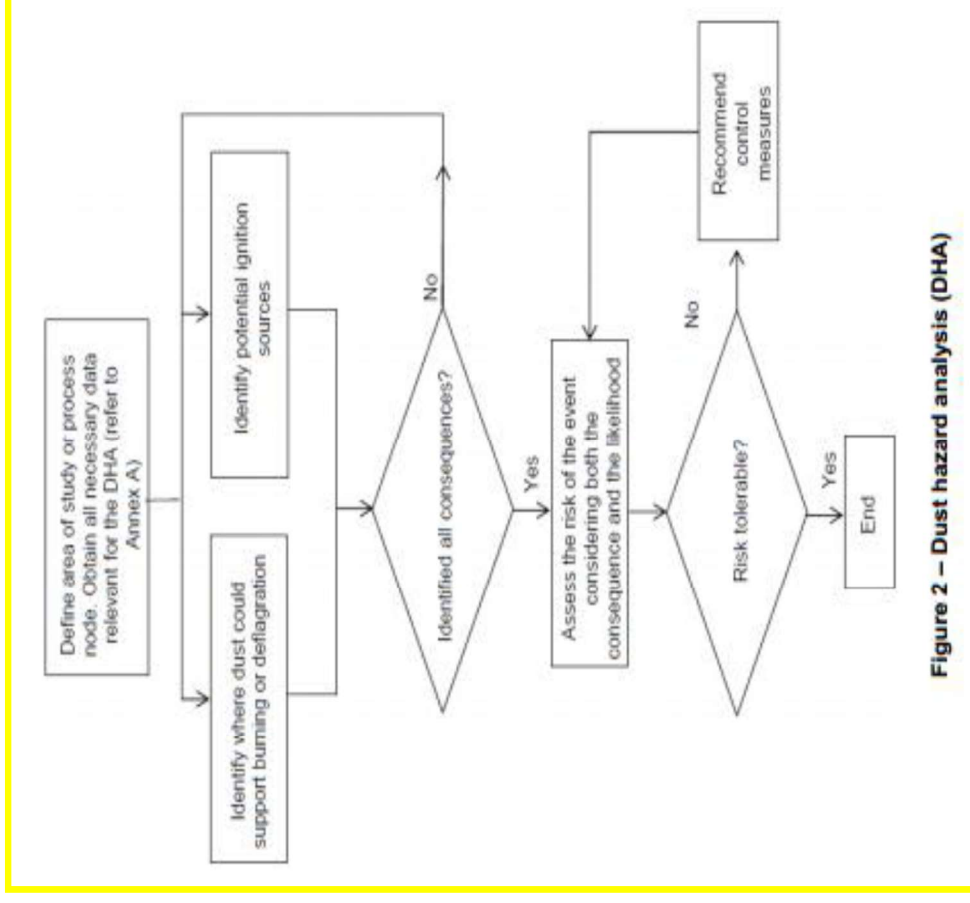 Define area of study or process
node. Obtain all necessary data
relevant for the DHA (refer to
Annex A)
Identify where dust could
support burning or deflagration
Identify potential ignition
sources
Identified all consequences?
No
Yes
Assess the risk of the event
considering both the
consequence and the likelihood
Risk tolerable?
No
Recommend
control
measures
Yes
End
Figure 2 – Dust hazard analysis (DHA)